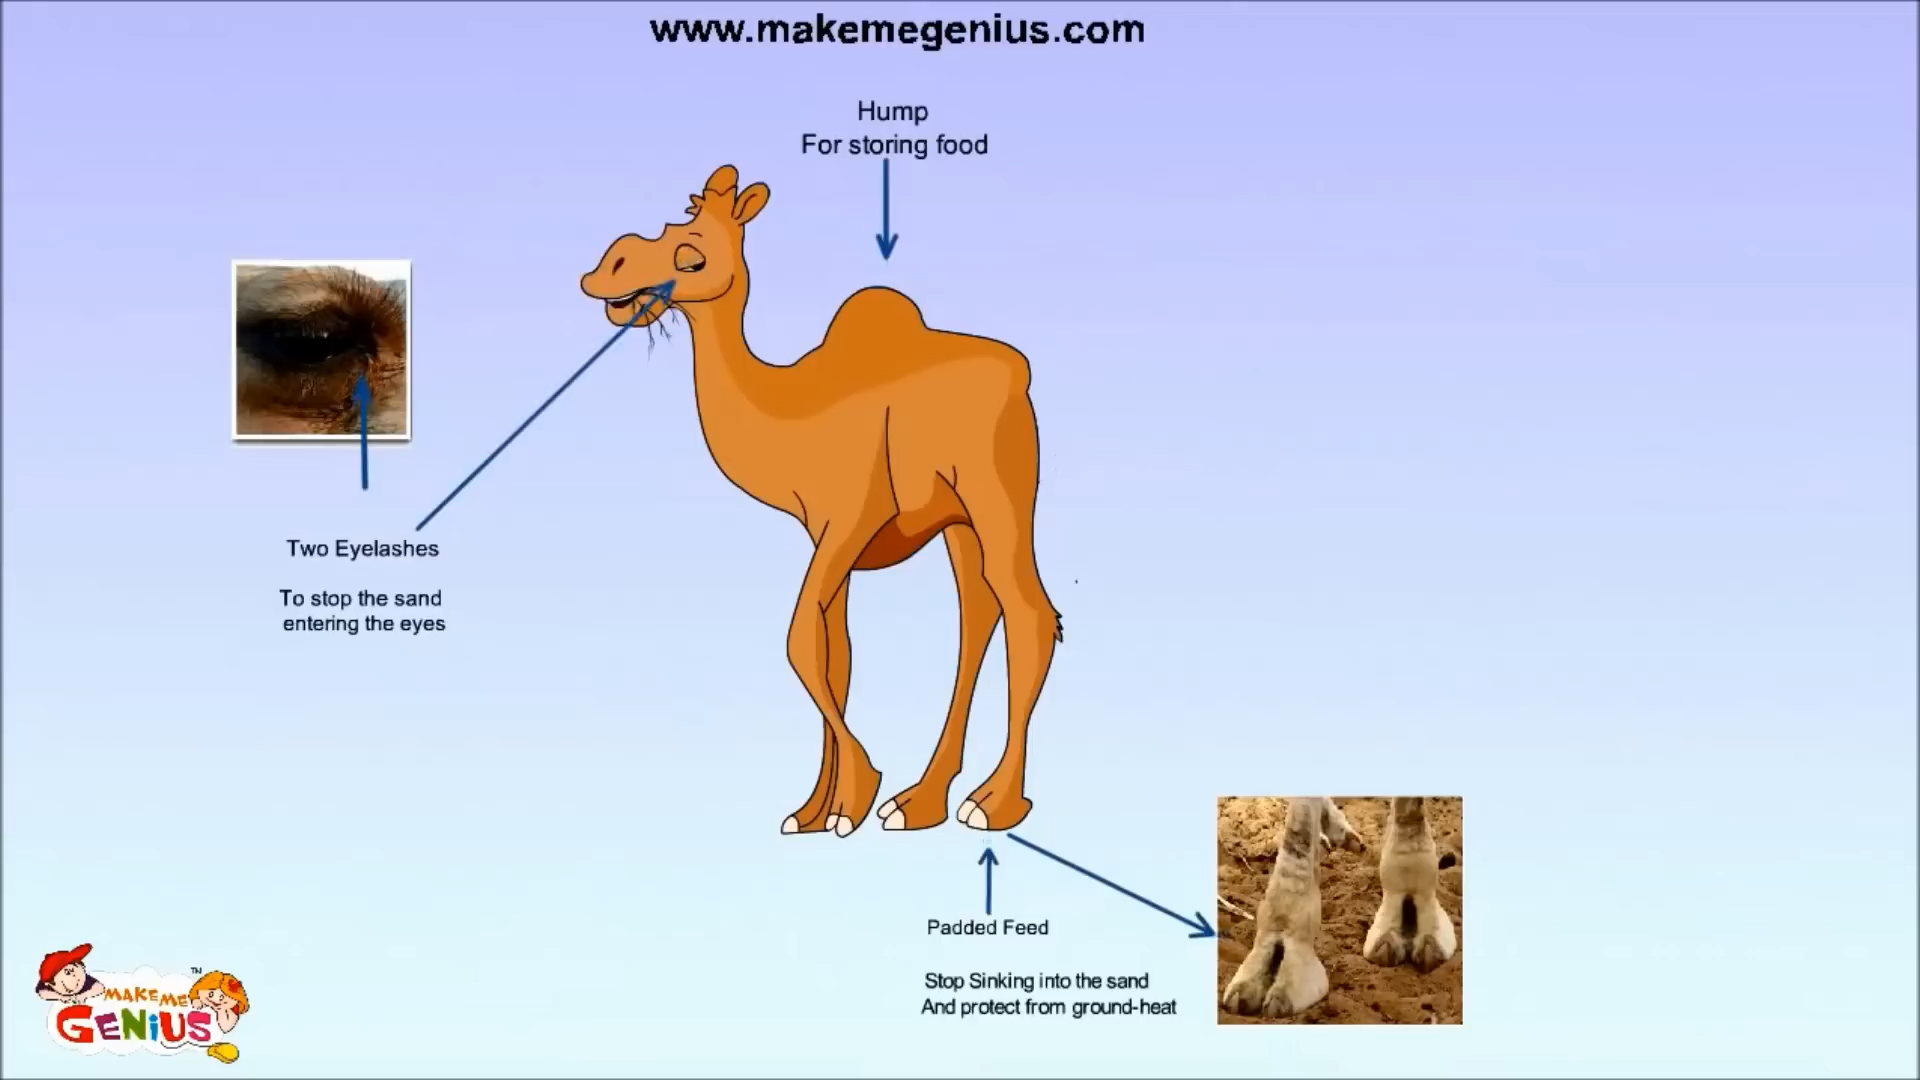 www.makemegenius.com
Hump
For storing food
Two Eyelashes
To stop the sand
entering the eyes
Padded Feed
Stop Sinking into the sand
And protect from ground-heat
MAKE ME
GENiUS
TM